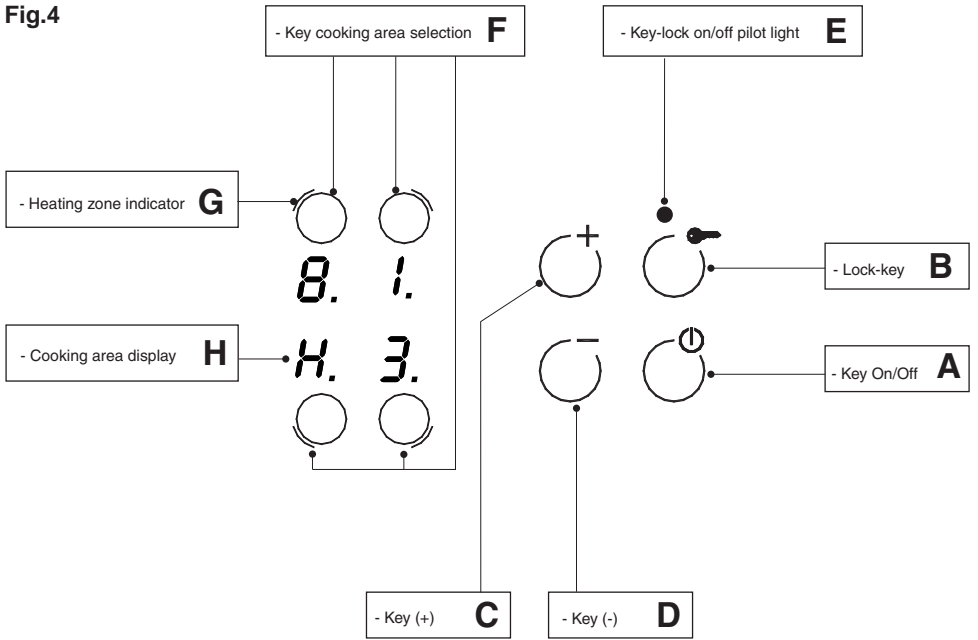 Fig.4
- Key cooking area selection F
- Key-lock on/off pilot light E
- Heating zone indicator G
8. 1.
- Lock-key B
- Cooking area display H
H. 3.
- Key On/Off A
- Key (+) C
- Key (-) D